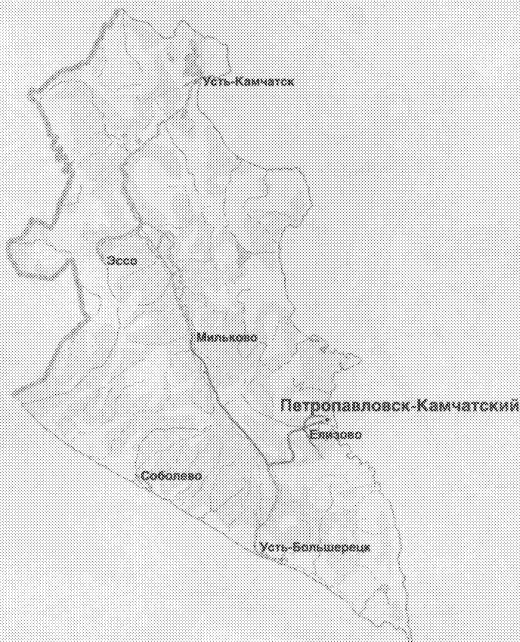 Усть-Камчатск
Эссо
Мильково
Петропавловск-Камчатский
Елизово
Соболево
Усть-Большерецк